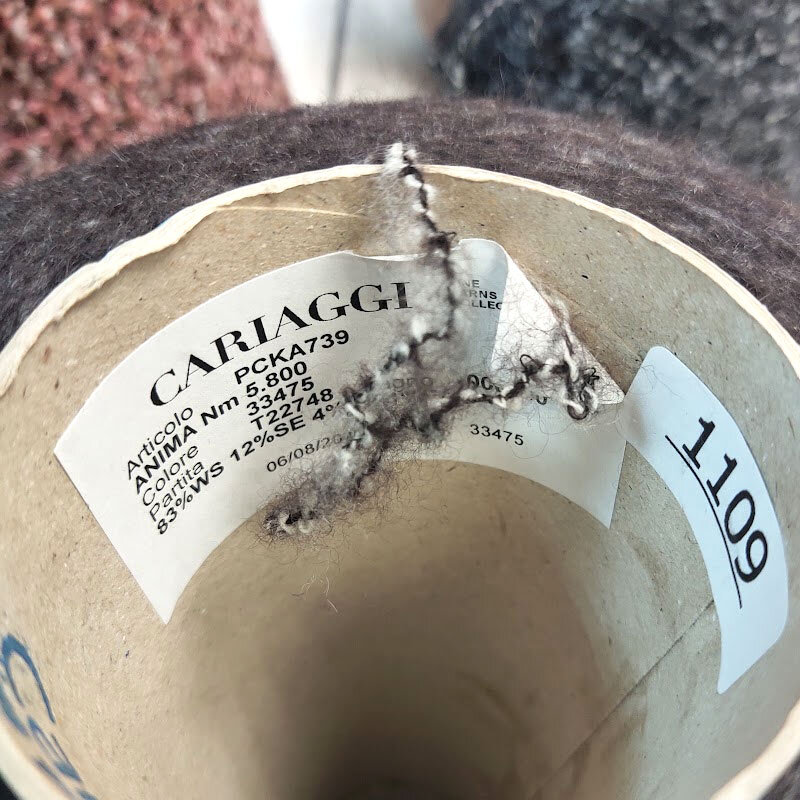 CARIAGGI
Articolo PCKA739
ANIMA Nm 5.800
Colore 33475
Partita T22748
83%WS 12%SE 4%
06/08/20
33475
1109